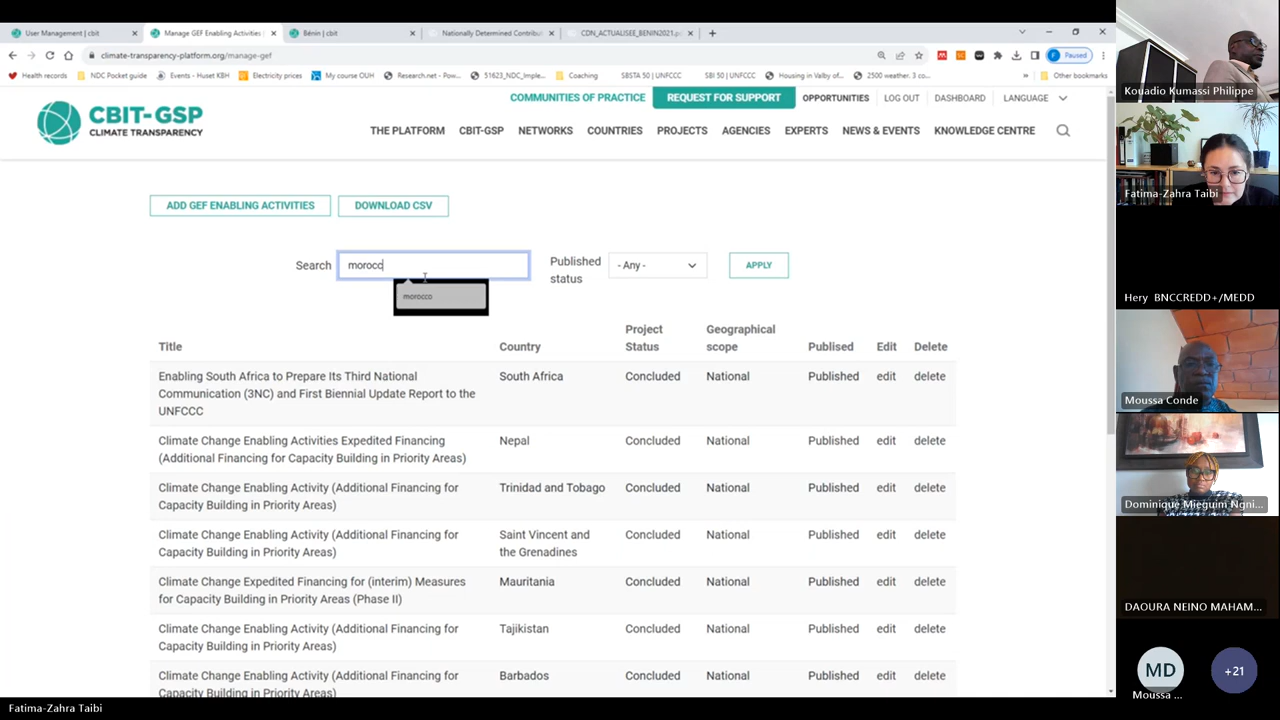 User Management | cbit
Manage GEF Enabling Activities
Bénin | cbit
Nationally Determined Contribut
CDN_ACTUALISEE_BENIN2021.p
climate-transparency-platform.org/manage-gef
Paused
Health records
NDC Pocket guide
Events - Huset KBH
Electricity prices
My course OUH
Research.net - Pow...
51623_NDC_Imple...
Coaching
SBSTA 50 | UNFCCC
SBI 50 | UNFCCC
Housing in Valby of...
2500 weather. 3 co...
Other bookmarks
COMMUNITIES OF PRACTICE
REQUEST FOR SUPPORT
OPPORTUNITIES
LOG OUT
DASHBOARD
LANGUAGE
CBIT-GSP
CLIMATE TRANSPARENCY
THE PLATFORM
CBIT-GSP
NETWORKS
COUNTRIES
PROJECTS
AGENCIES
EXPERTS
NEWS & EVENTS
KNOWLEDGE CENTRE
ADD GEF ENABLING ACTIVITIES
DOWNLOAD CSV
Search
morocc
morocco
Published
status
- Any -
APPLY
Title
Country
Project
Status
Geographical
scope
Publised
Edit
Delete
Enabling South Africa to Prepare Its Third National
Communication (3NC) and First Biennial Update Report to the
UNFCCC
South Africa
Concluded
National
Published
edit
delete
Climate Change Enabling Activities Expedited Financing
(Additional Financing for Capacity Building in Priority Areas)
Nepal
Concluded
National
Published
edit
delete
Climate Change Enabling Activity (Additional Financing for
Capacity Building in Priority Areas)
Trinidad and Tobago
Concluded
National
Published
edit
delete
Climate Change Enabling Activity (Additional Financing for
Capacity Building in Priority Areas)
Saint Vincent and
the Grenadines
Concluded
National
Published
edit
delete
Climate Change Expedited Financing for (interim) Measures
for Capacity Building in Priority Areas (Phase II)
Mauritania
Concluded
National
Published
edit
delete
Climate Change Enabling Activity (Additional Financing for
Capacity Building in Priority Areas)
Tajikistan
Concluded
National
Published
edit
delete
Climate Change Enabling Activity (Additional Financing for
Capacity Building in Priority Areas)
Barbados
Concluded
National
Published
edit
delete
Kouadio Kumassi Philippe
Fatima-Zahra Taibi
Hery BNCCREDD+/MEDD
Moussa Conde
Dominique Mieguim Ngni...
DAOURA NEINO MAHAM...
MD
Moussa ...
+21
Fatima-Zahra Taibi